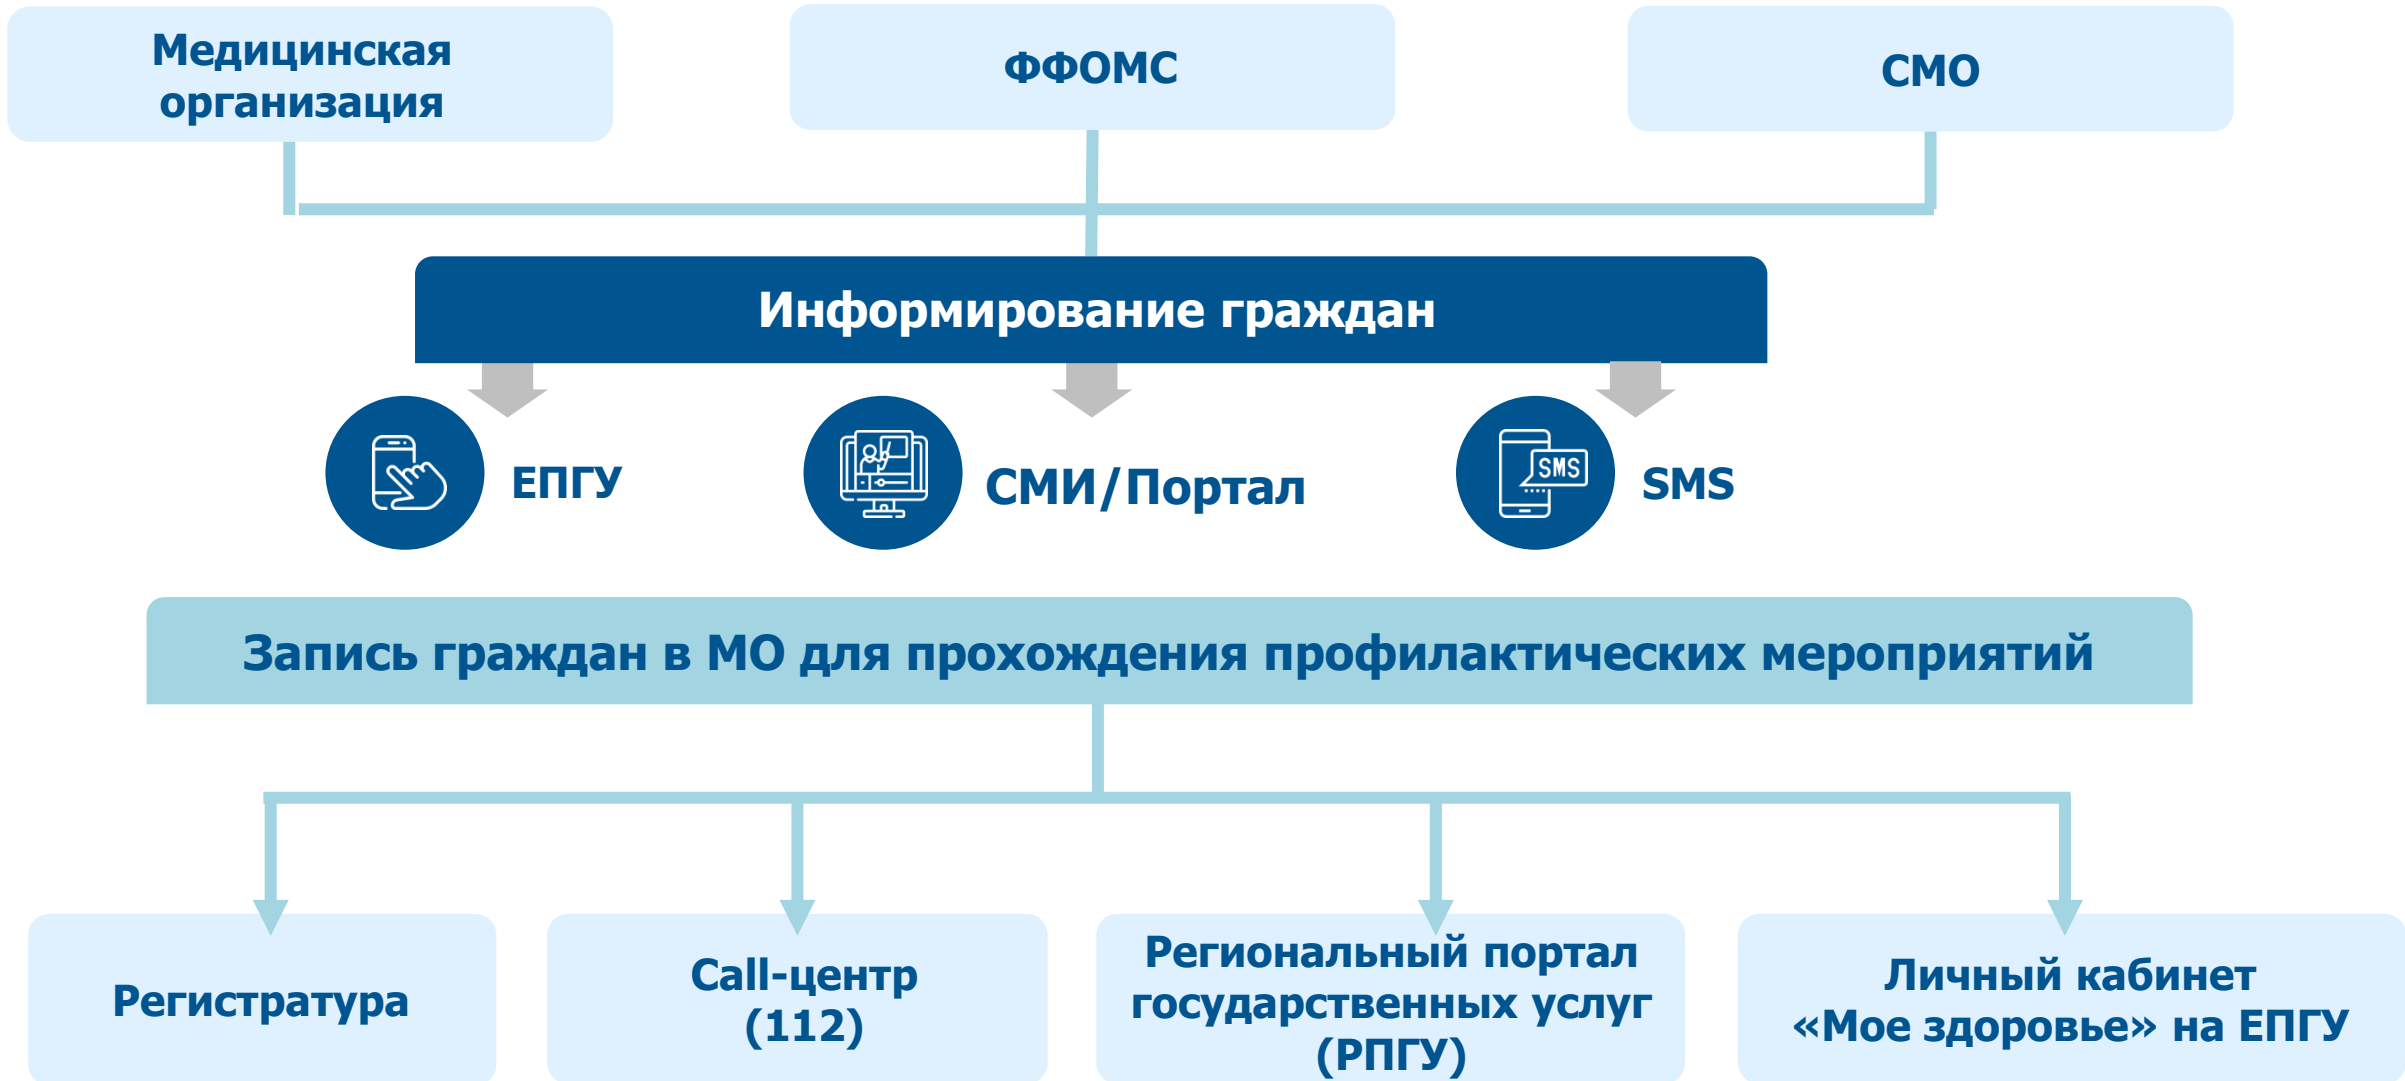 Медицинская
организация
ФФОМС
СМО
Информирование граждан
ЕПГУ
СМИ/Портал
SMS
SMS
Запись граждан в МО для прохождения профилактических мероприятий
Регистратура
Call-центр
(112)
Региональный портал
государственных услуг
(РПГУ)
Личный кабинет
«Мое здоровье» на ЕПГУ